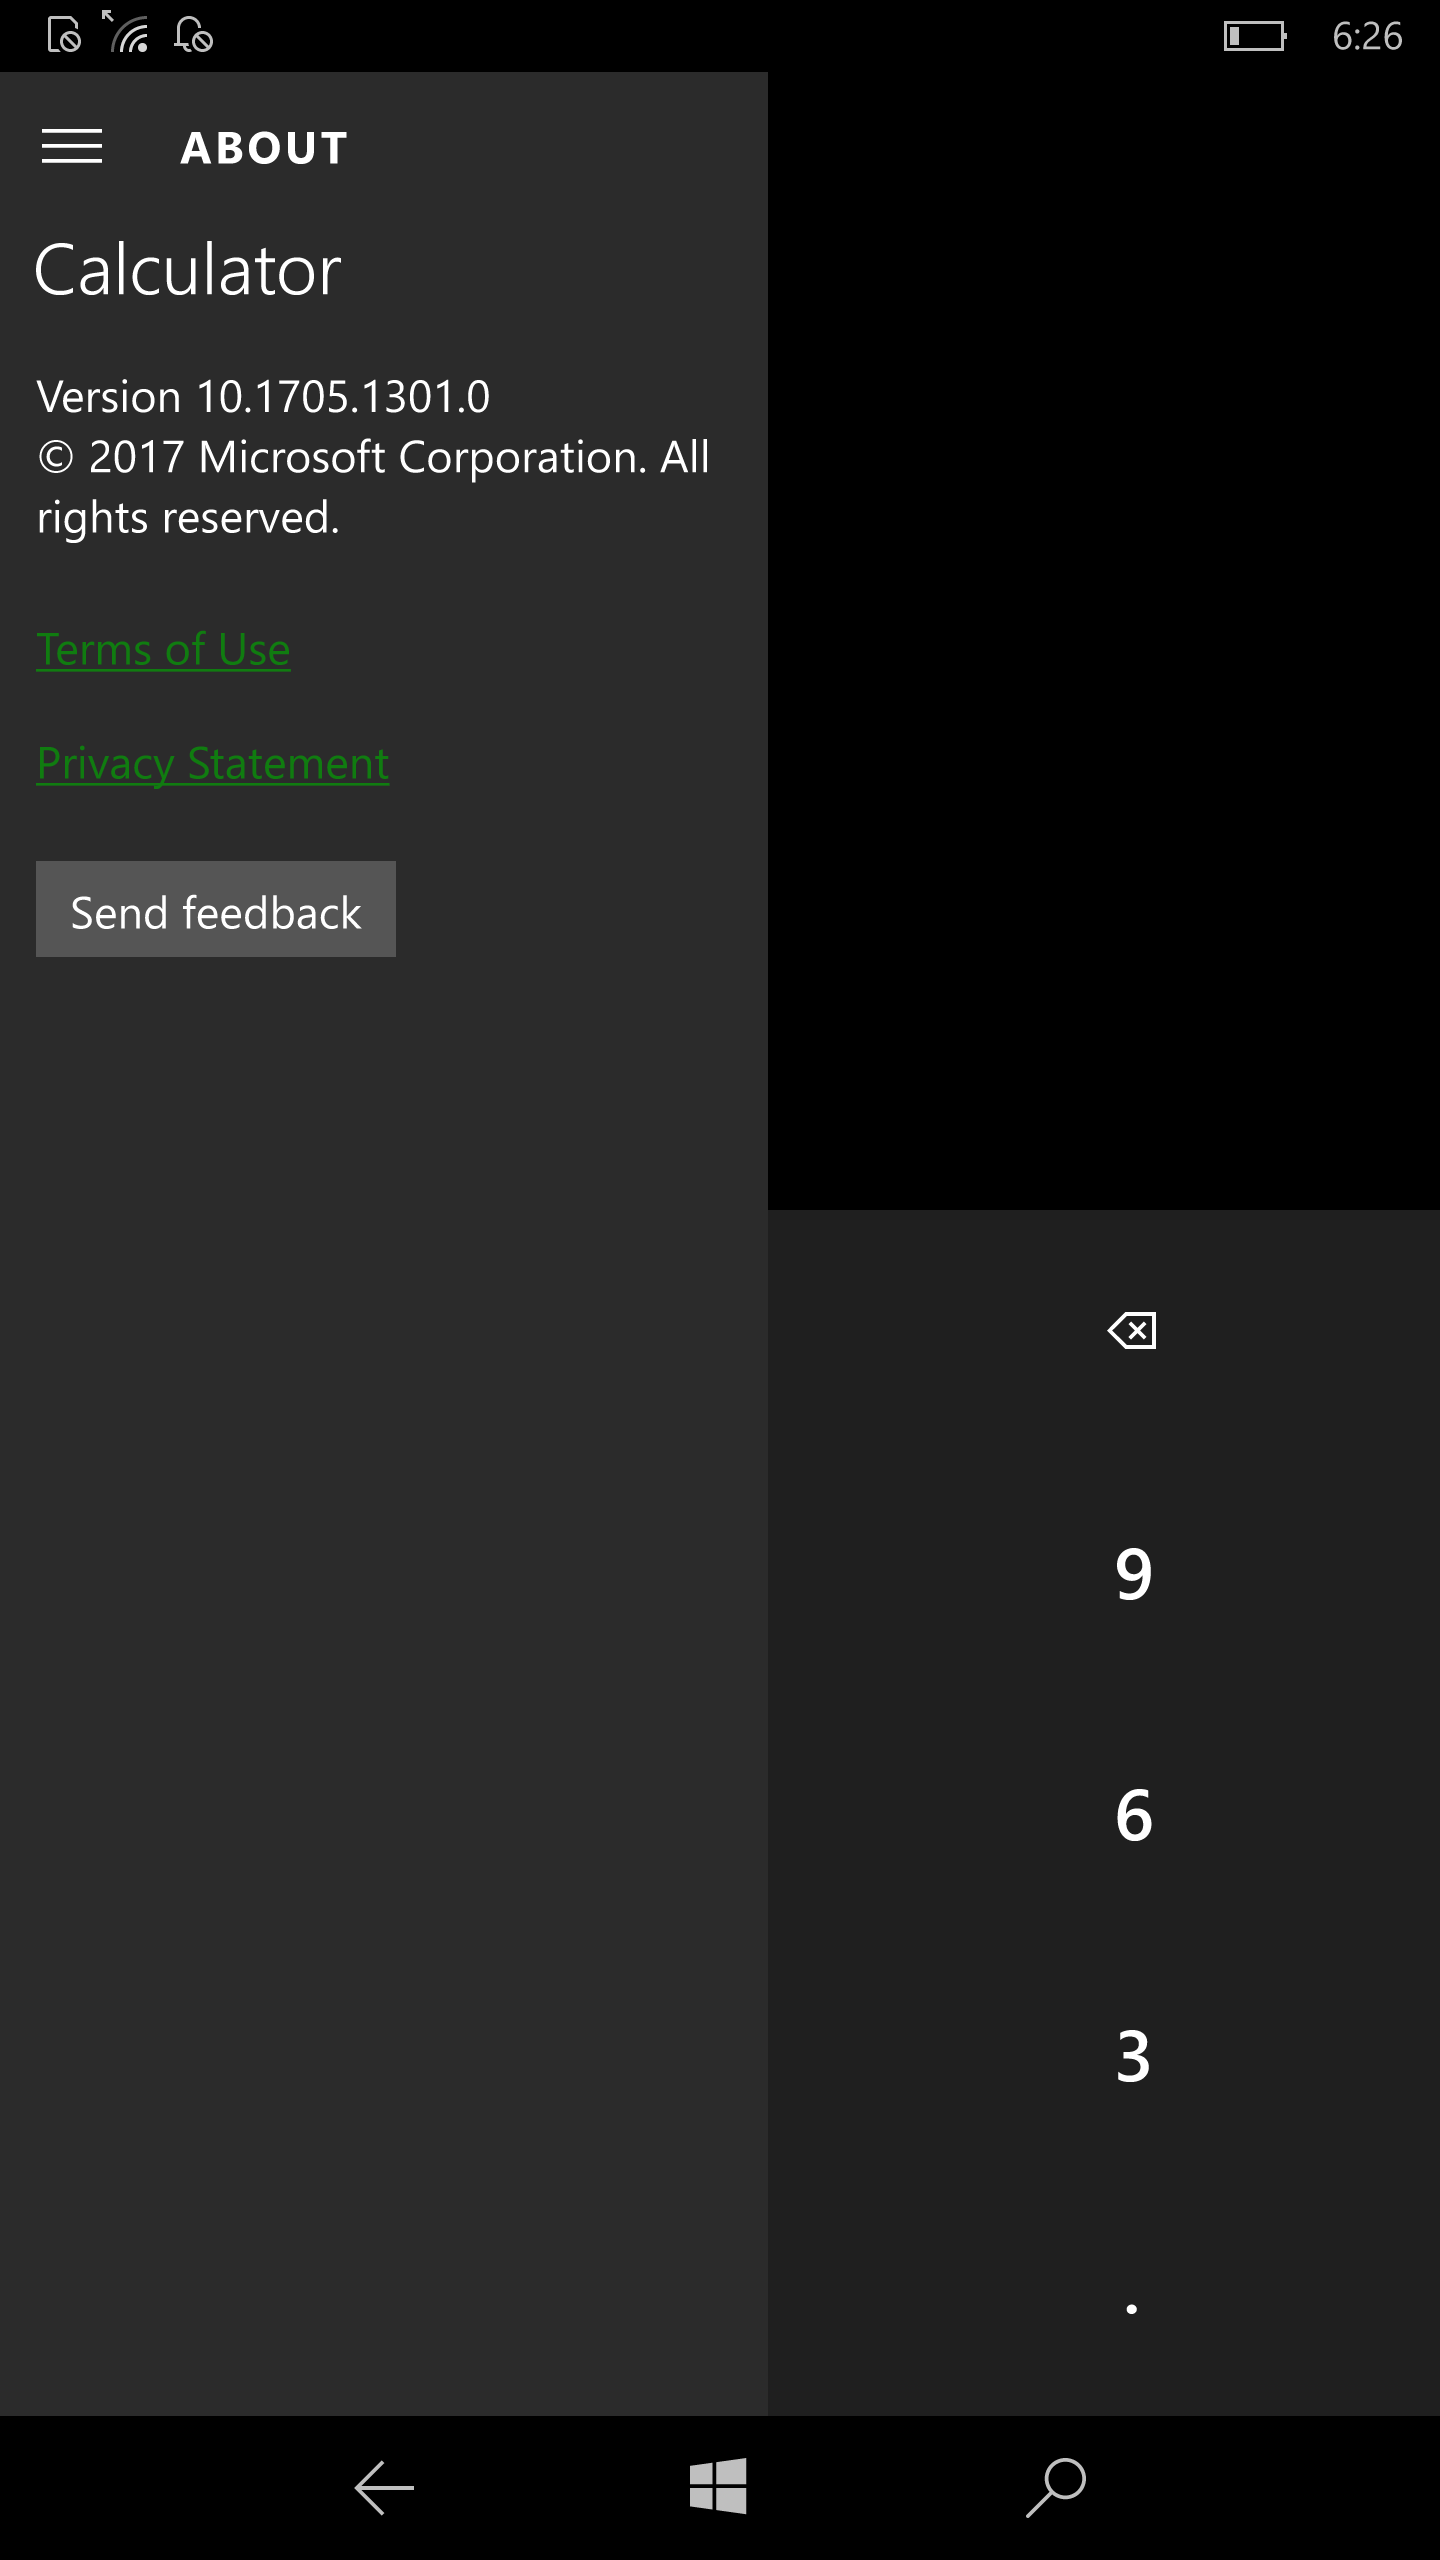 6:26
ABOUT
Calculator
Version 10.1705.1301.0
© 2017 Microsoft Corporation. All
rights reserved.
Terms of Use
Privacy Statement
Send feedback
9
6
3
.